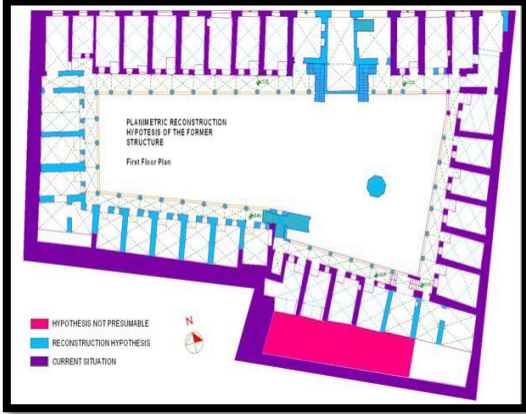 PLANIMETRIC RECONSTRUCTION
HYPOTESIS OF THE FORMER
STRUCTURE
First Floor Plan
N
HYPOTHESIS NOT PRESUMABLE
RECONSTRUCTION HYPOTHESIS
CURRENT SITUATION